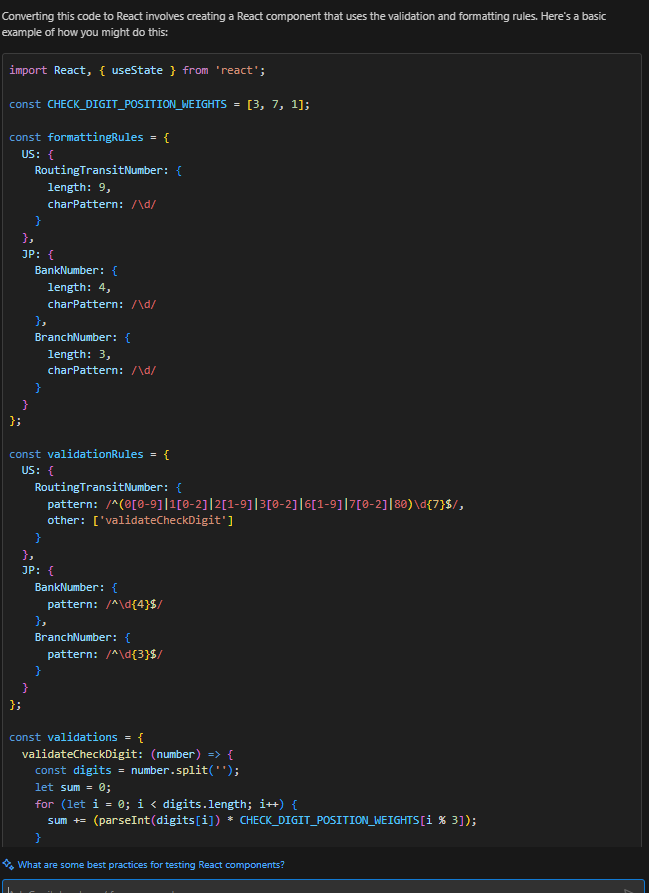 Converting this code to React involves creating a React component that uses the validation and formatting rules. Here's a basic
example of how you might do this:
import React, { useState } from 'react';
const CHECK_DIGIT_POSITION_WEIGHTS = [3, 7, 1];
const formattingRules = {
  US: {
    RoutingTransitNumber: {
      length: 9,
      charPattern: /\d/
    }
  },
  JP: {
    BankNumber: {
      length: 4,
      charPattern: /\d/
    },
    BranchNumber: {
      length: 3,
      charPattern: /\d/
    }
  }
};
const validationRules = {
  US: {
    RoutingTransitNumber: {
      pattern: /^(0[0-9]|1[0-2]|2[1-9]|3[0-2]|6[1-9]|7[0-2]|80)\d{7}$/,
      other: ['validateCheckDigit']
    }
  },
  JP: {
    BankNumber: {
      pattern: /^\d{4}$/
    },
    BranchNumber: {
      pattern: /^\d{3}$/
    }
  }
};
const validations = {
  validateCheckDigit: (number) => {
    const digits = number.split('');
    let sum = 0;
    for (let i = 0; i < digits.length; i++) {
      sum += (parseInt(digits[i]) * CHECK_DIGIT_POSITION_WEIGHTS[i % 3]);
    }
What are some best practices for testing React components?